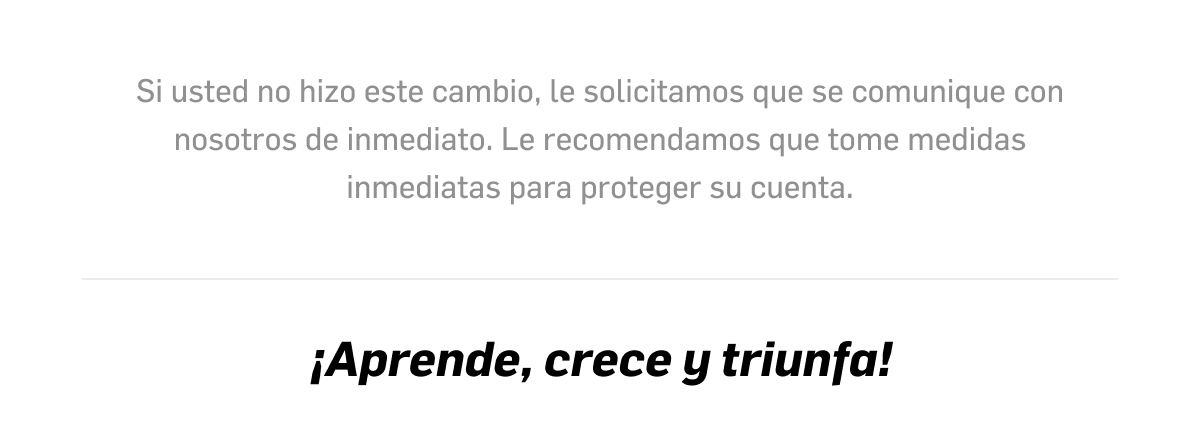 Si usted no hizo este cambio, le solicitamos que se comunique con
nosotros de inmediato. Le recomendamos que tome medidas
inmediatas para proteger su cuenta.
¡Aprende, crece y triunfa!